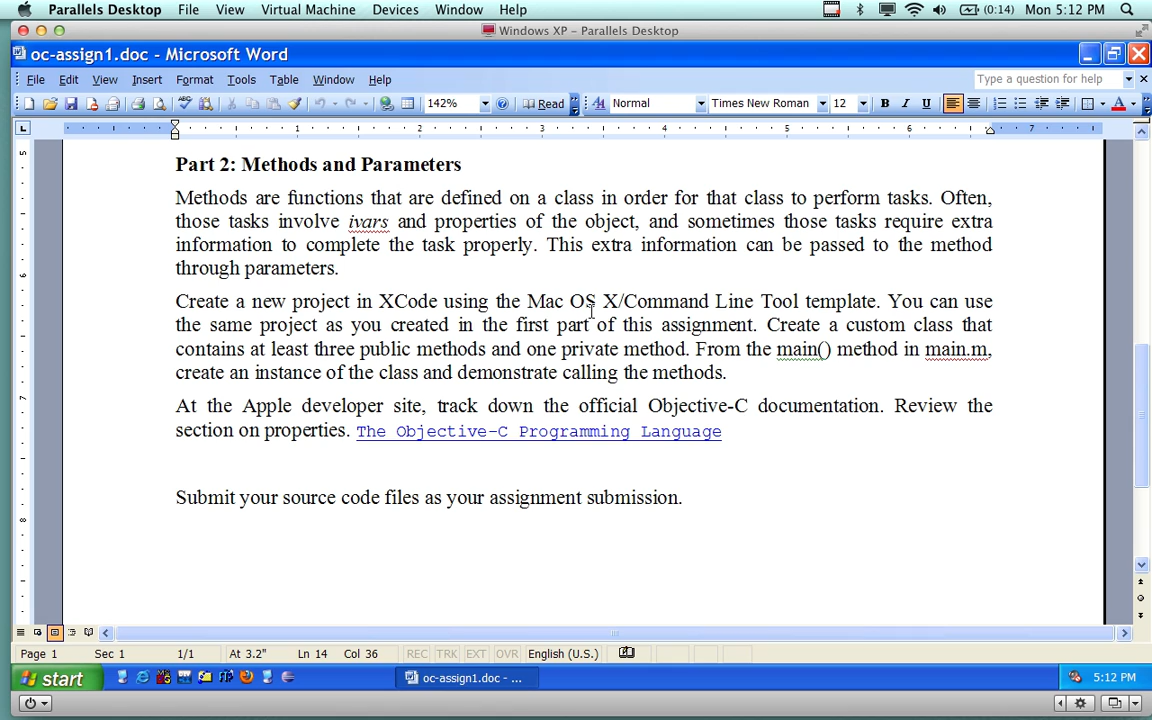 Parallels Desktop File View Virtual Machine Devices Window Help (0:14) Mon 5:12 PM
Windows XP - Parallels Desktop
oc-assign1.doc - Microsoft Word
File Edit View Insert Format Tools Table Window Help Type a question for help
142% Read Normal Times New Roman 12 B I U A
1 2 3 4 5 6 7
Part 2: Methods and Parameters
Methods are functions that are defined on a class in order for that class to perform tasks. Often,
those tasks involve ivars and properties of the object, and sometimes those tasks require extra
information to complete the task properly. This extra information can be passed to the method
through parameters.
Create a new project in XCode using the Mac OS X/Command Line Tool template. You can use
the same project as you created in the first part of this assignment. Create a custom class that
contains at least three public methods and one private method. From the main() method in main.m,
create an instance of the class and demonstrate calling the methods.
At the Apple developer site, track down the official Objective-C documentation. Review the
section on properties. The Objective-C Programming Language
Submit your source code files as your assignment submission.
Page 1 Sec 1 1/1 At 3.2" Ln 14 Col 36 REC TRK EXT OVR English (U.S.)
start oc-assign1.doc - ... 5:12 PM